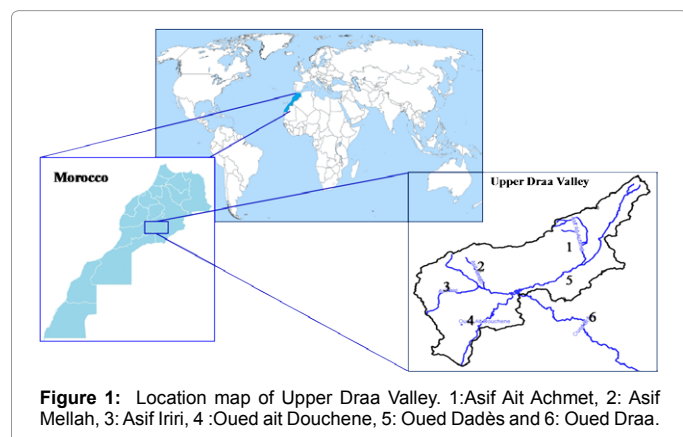 Morocco
Upper Draa Valley
1
2
3
4
5
6
Figure 1: Location map of Upper Draa Valley. 1:Asif Ait Achmet, 2: Asif
Mellah, 3: Asif Iriri, 4 :Oued ait Douchene, 5: Oued Dadès and 6: Oued Draa.